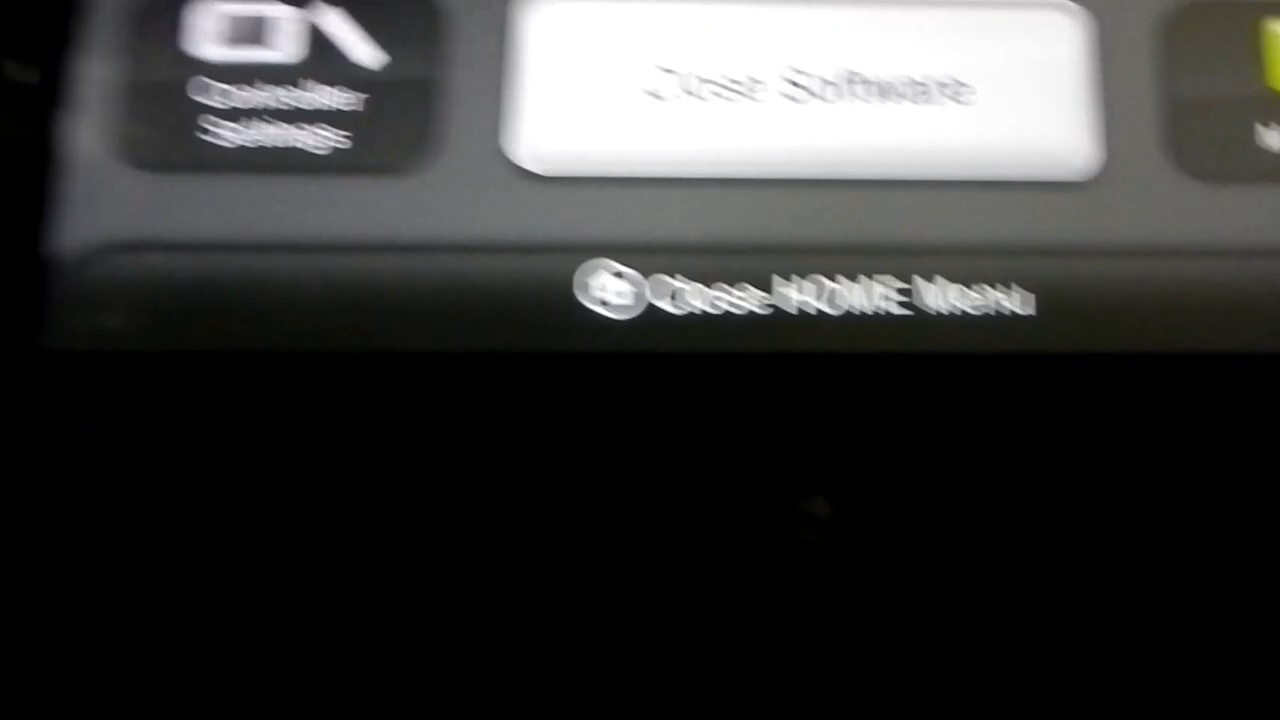 Controller
Settings
Close Software
Close HOME Menu